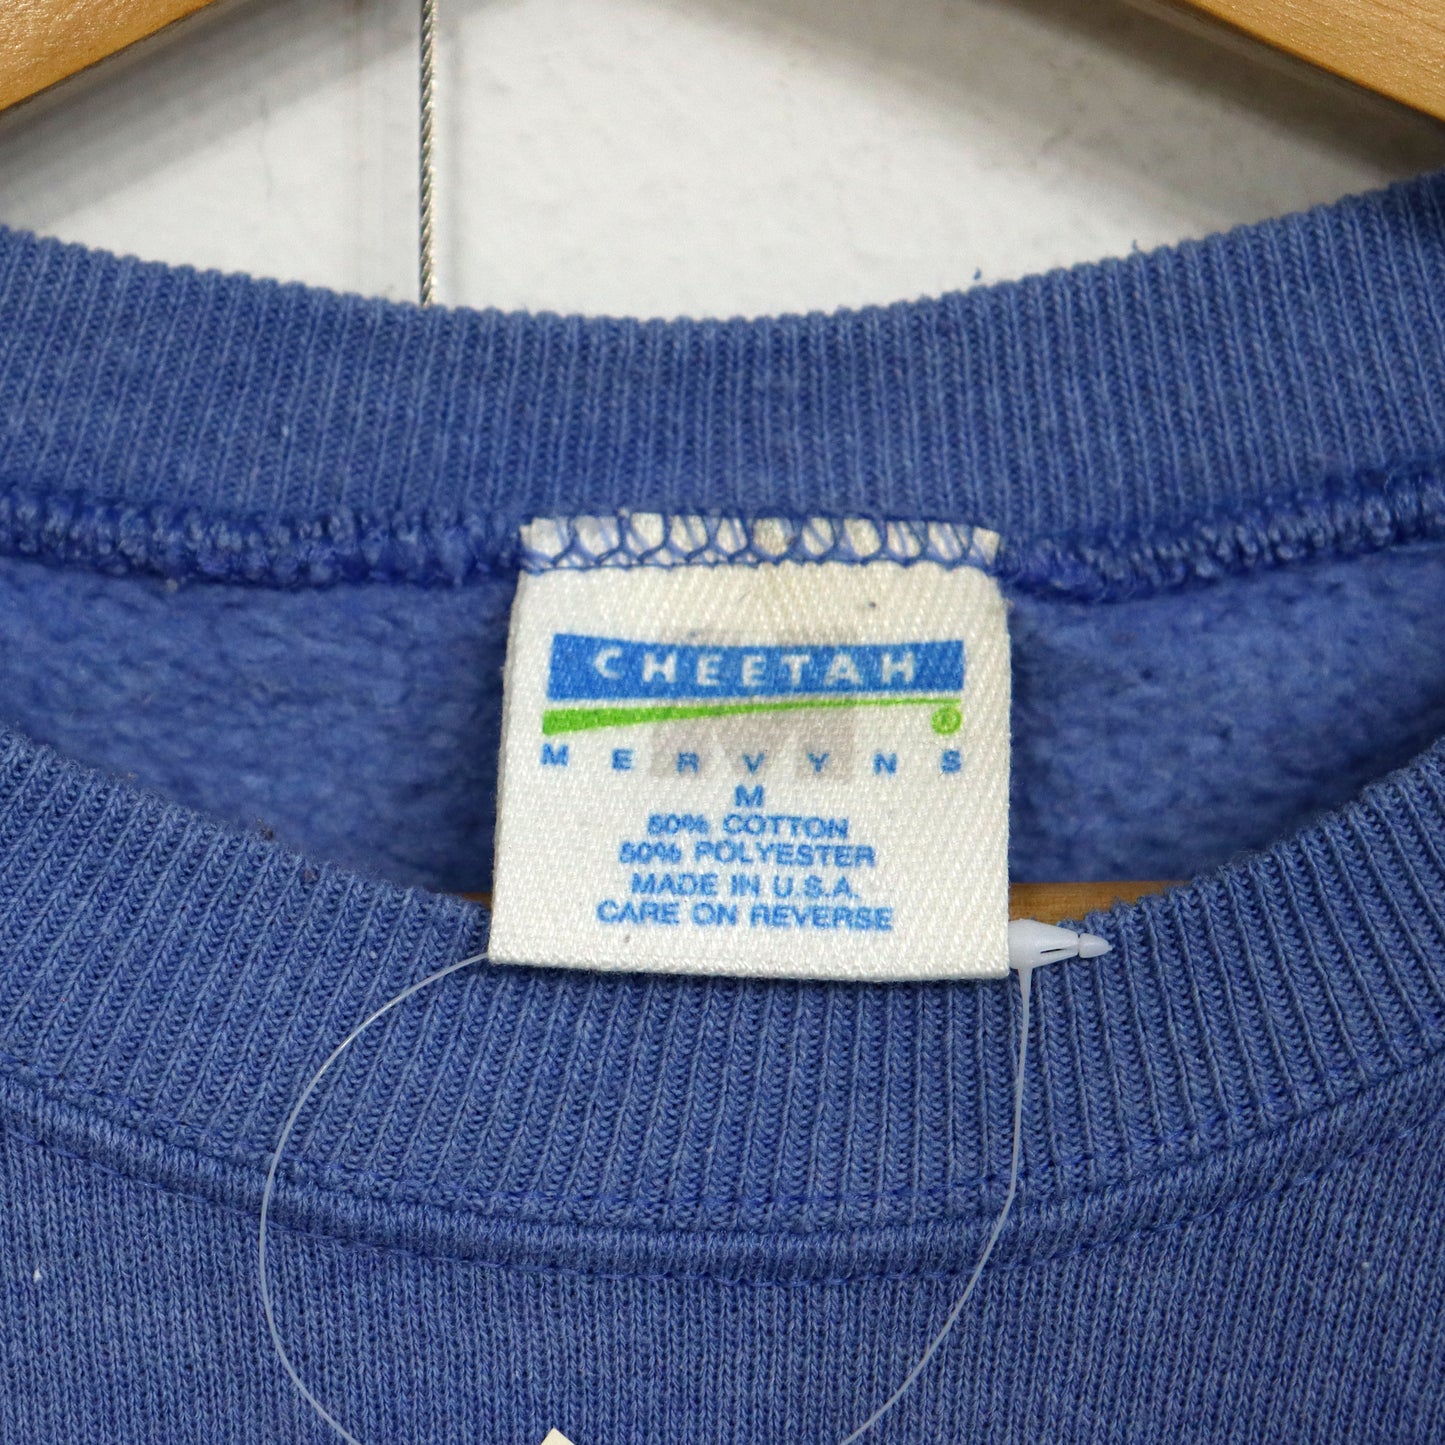 CHEETAH
®
MERVYNS
M
50% COTTON
50% POLYESTER
MADE IN U.S.A.
CARE ON REVERSE